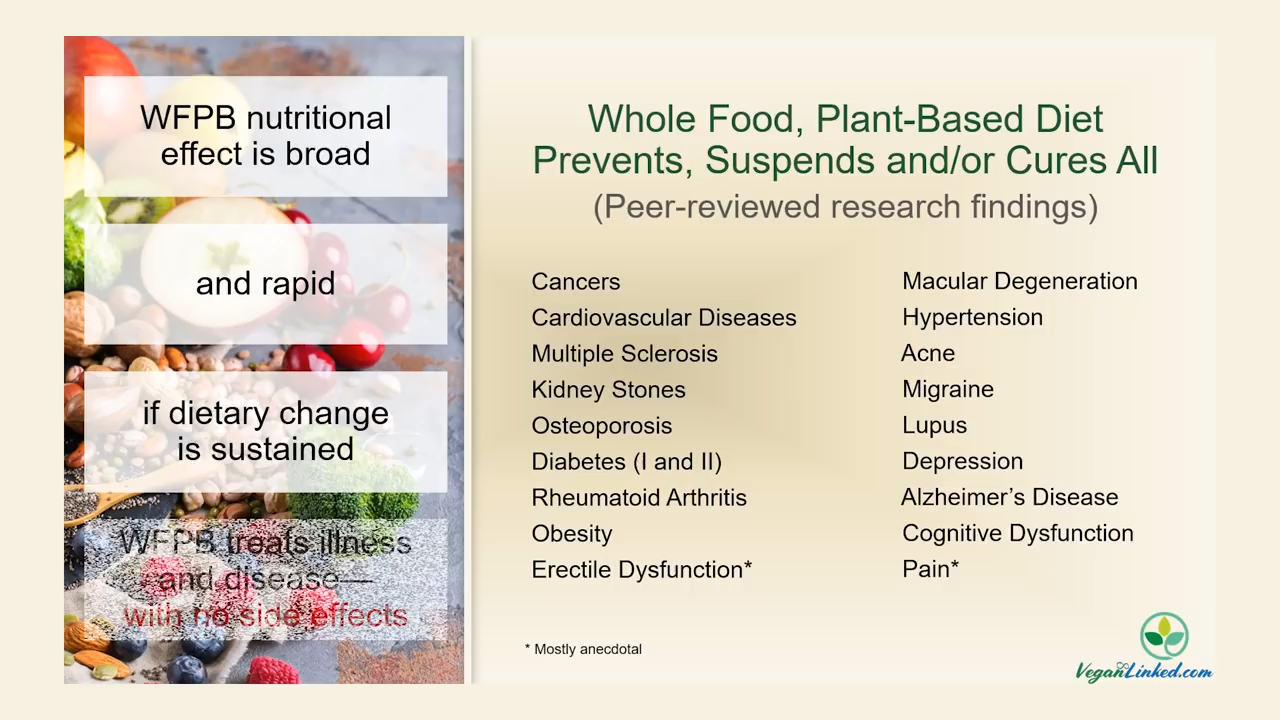 WFPB nutritional
effect is broad
and rapid
if dietary change
is sustained
WFPB treats illness
and disease—
with no side effects
Whole Food, Plant-Based Diet
Prevents, Suspends and/or Cures All
(Peer-reviewed research findings)
Cancers
Cardiovascular Diseases
Multiple Sclerosis
Kidney Stones
Osteoporosis
Diabetes (I and II)
Rheumatoid Arthritis
Obesity
Erectile Dysfunction*
Macular Degeneration
Hypertension
Acne
Migraine
Lupus
Depression
Alzheimer’s Disease
Cognitive Dysfunction
Pain*
* Mostly anecdotal
VeganLinked.com